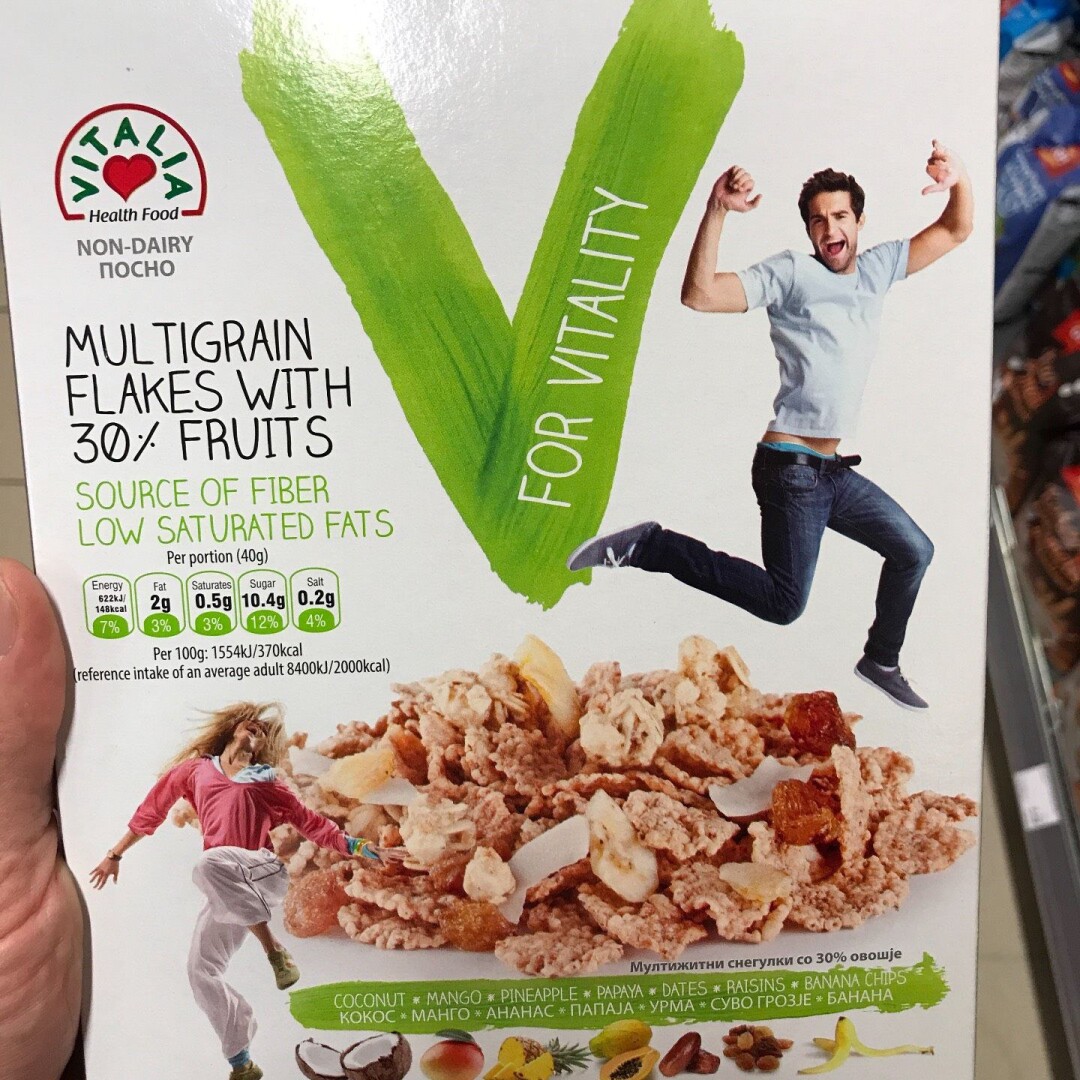 VITALIA
Health Food
NON-DAIRY
ПОСНО
MULTIGRAIN
FLAKES WITH
30% FRUITS
SOURCE OF FIBER
LOW SATURATED FATS
Per portion (40g)
Energy 622kJ/ 148kcal 7%
Fat 2g 3%
Saturates 0.5g 3%
Sugar 10.4g 12%
Salt 0.2g 4%
Per 100g: 1554kJ/370kcal
(reference intake of an average adult 8400kJ/2000kcal)
V
FOR VITALITY
Мултижитни снегулки со 30% овошје
COCONUT * MANGO * PINEAPPLE * PAPAYA * DATES * RAISINS * BANANA CHIPS
КОКОС * МАНГО * АНАНАС * ПАПАЈА * УРМА * СУВО ГРОЗЈЕ * БАНАНА